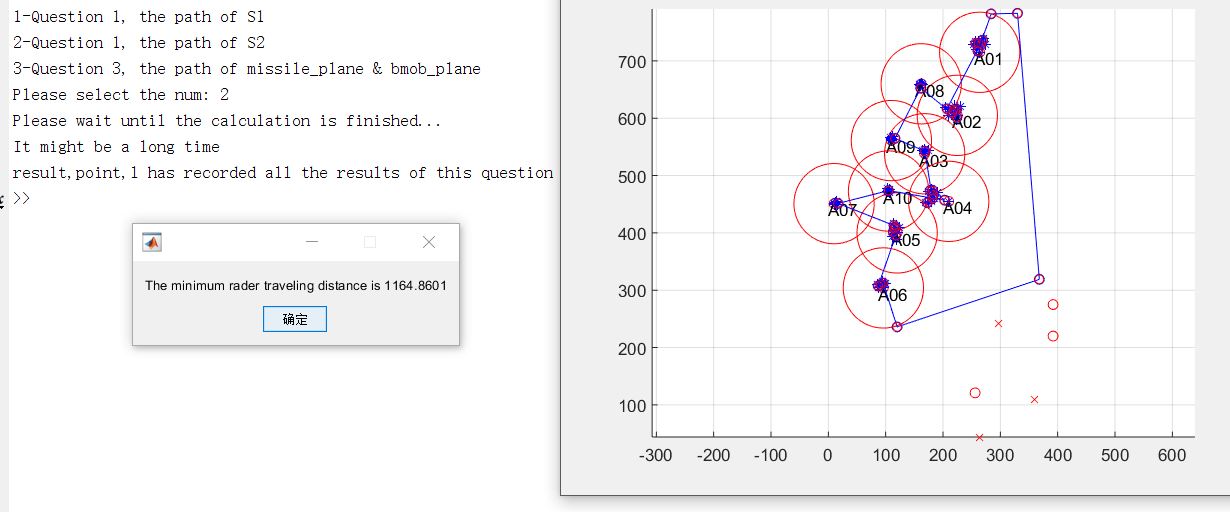 1-Question 1, the path of S1
2-Question 1, the path of S2
3-Question 3, the path of missile_plane & bmob_plane
Please select the num: 2
Please wait until the calculation is finished...
It might be a long time
result,point,l has recorded all the results of this question
>>
The minimum rader traveling distance is 1164.8601
确定
700
600
500
400
300
200
100
-300 -200 -100 0 100 200 300 400 500 600
A01
A08
A02
A09
A03
A10
A04
A07
A05
A06